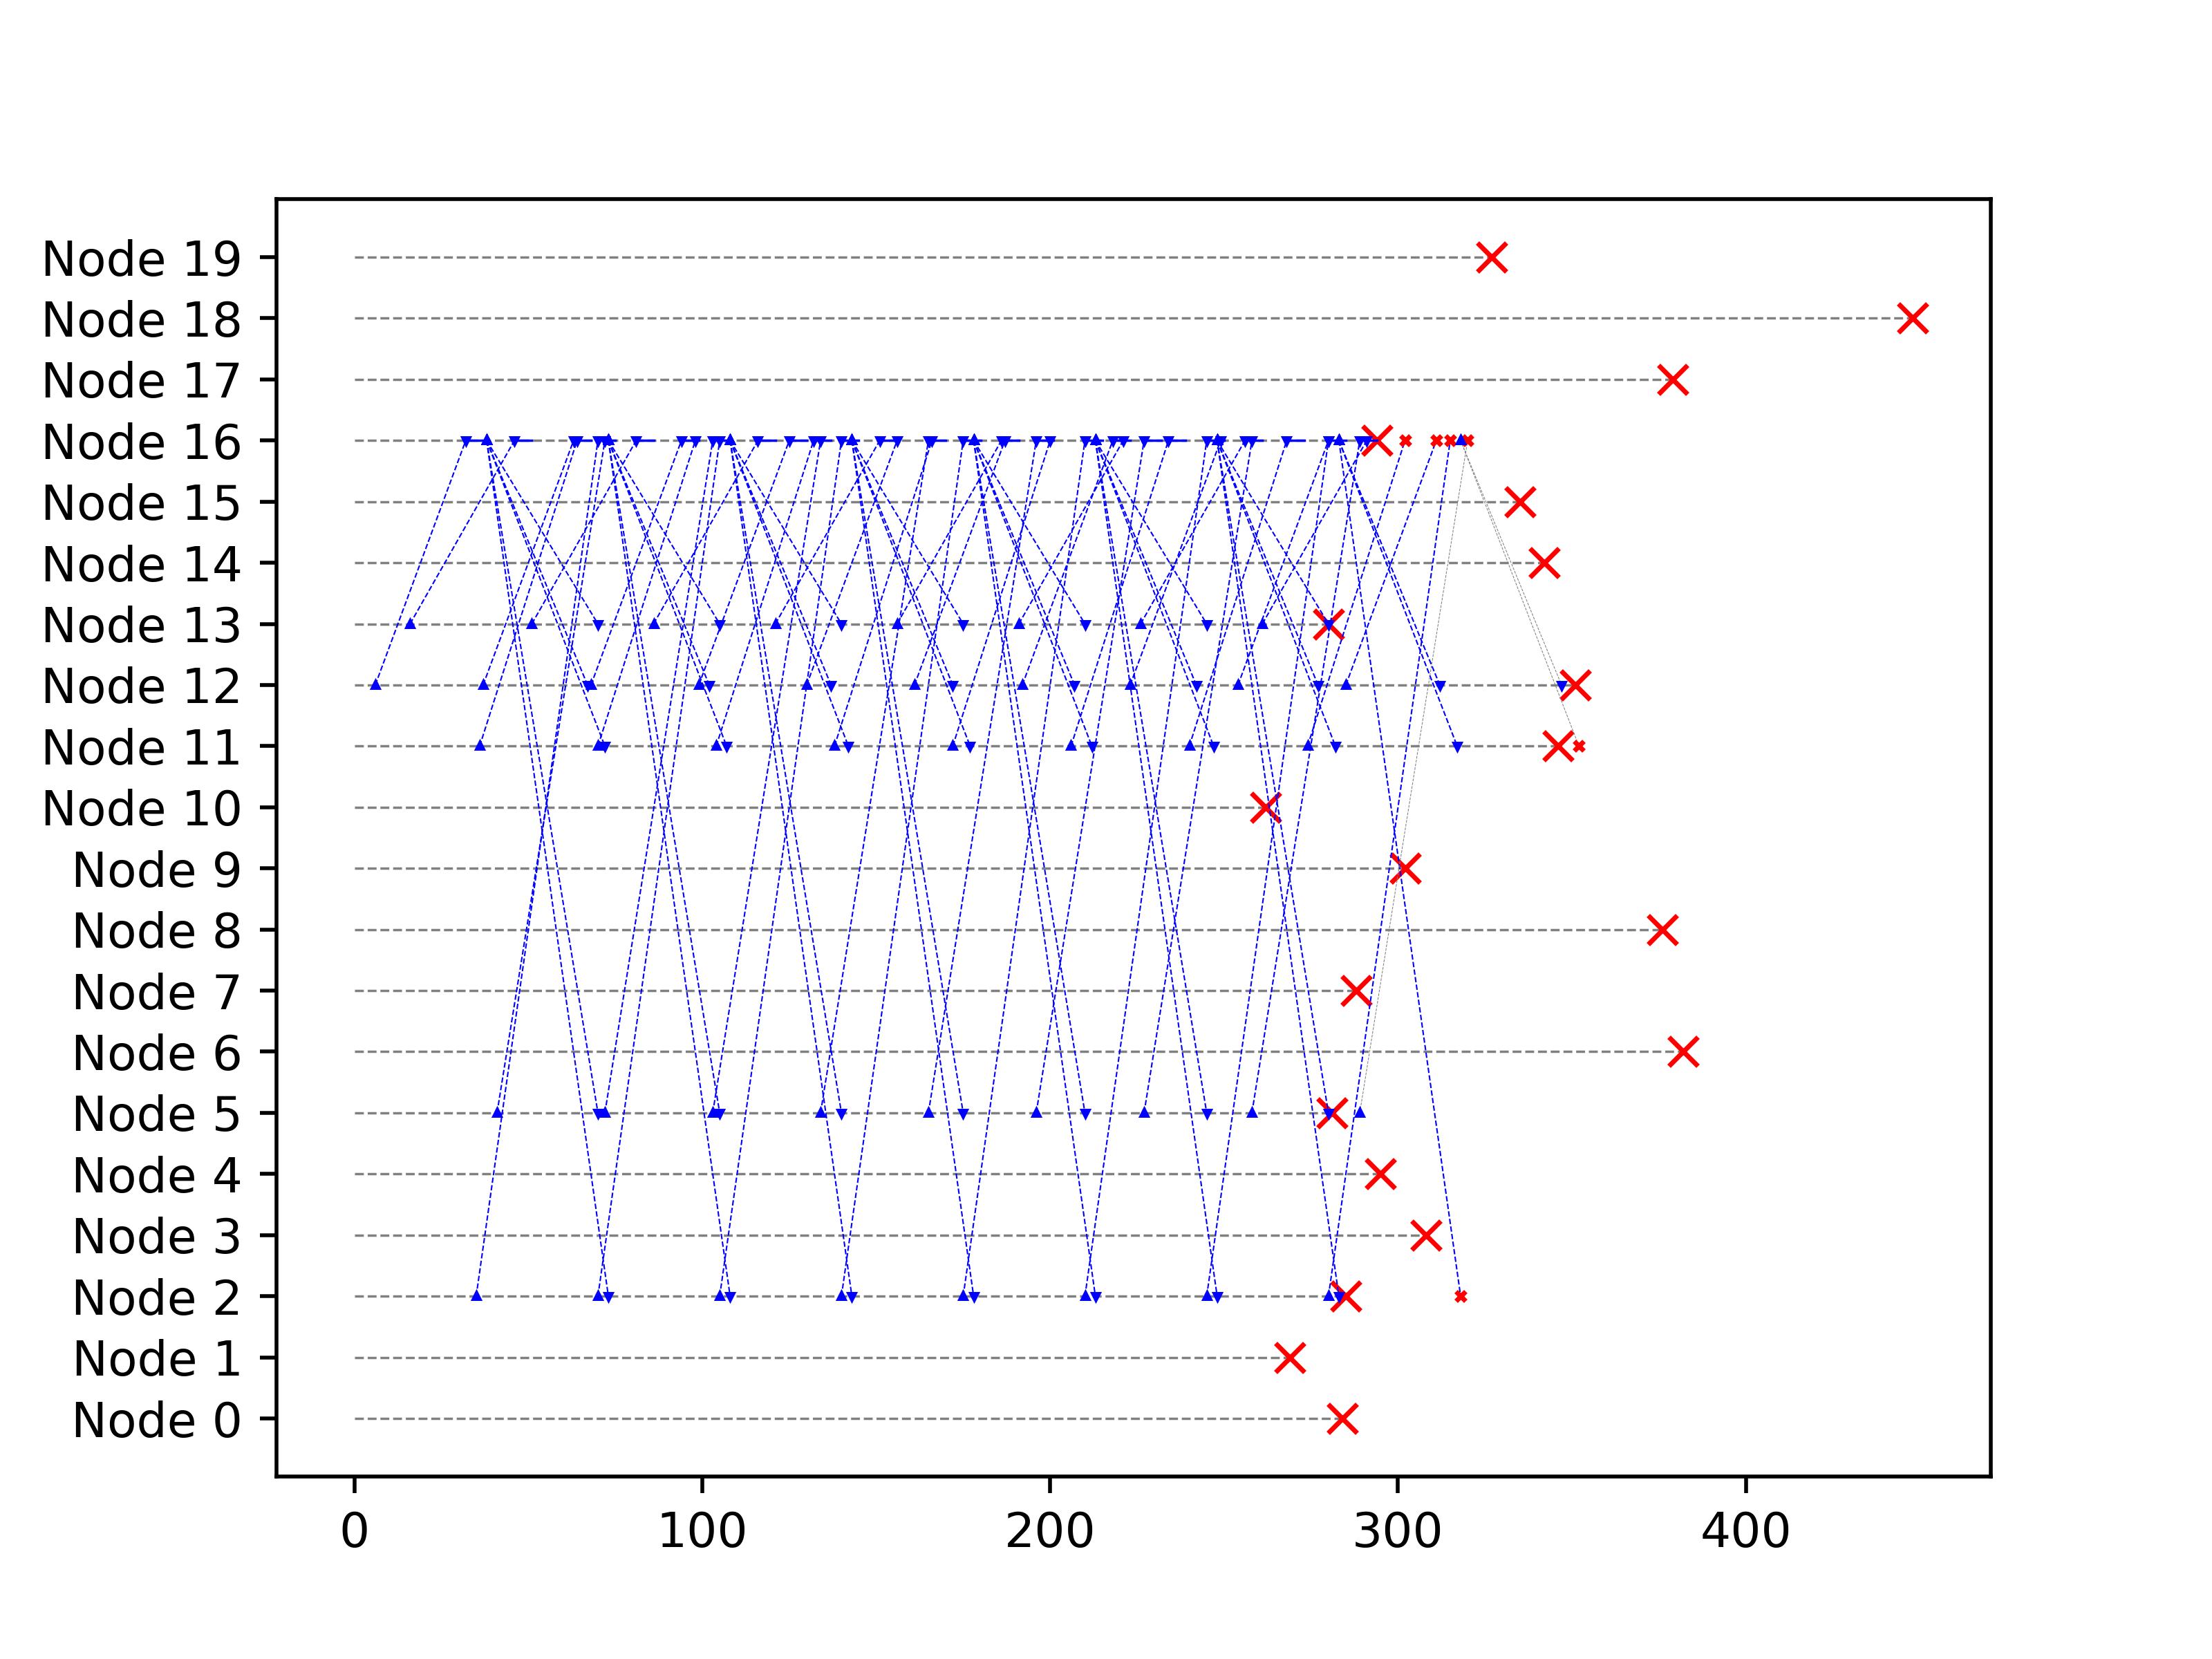 Node 19
Node 18
Node 17
Node 16
Node 15
Node 14
Node 13
Node 12
Node 11
Node 10
Node 9
Node 8
Node 7
Node 6
Node 5
Node 4
Node 3
Node 2
Node 1
Node 0
0 100 200 300 400